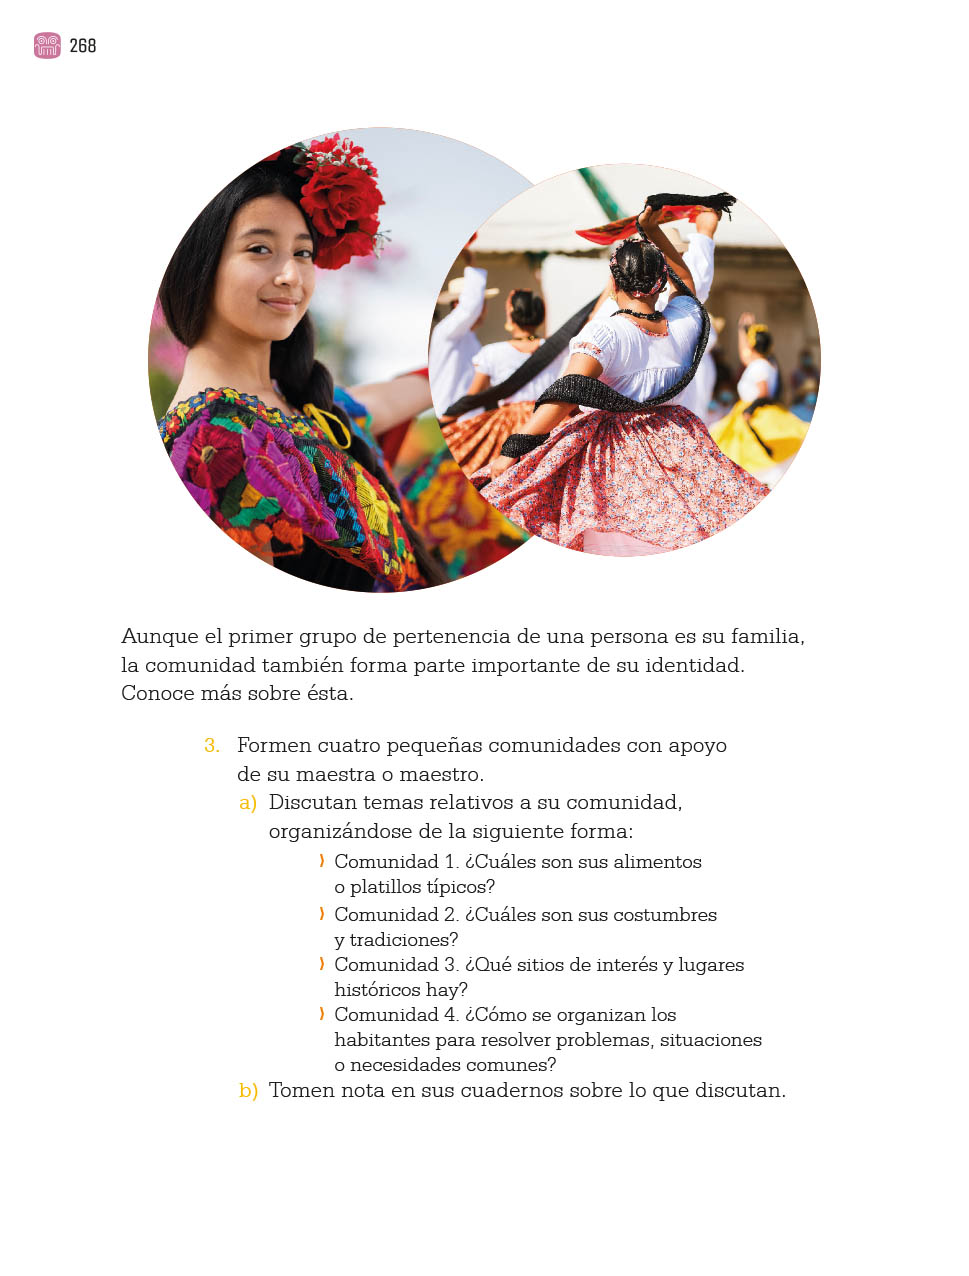 268
Aunque el primer grupo de pertenencia de una persona es su familia,
la comunidad también forma parte importante de su identidad.
Conoce más sobre ésta.
3. Formen cuatro pequeñas comunidades con apoyo
de su maestra o maestro.
a) Discutan temas relativos a su comunidad,
organizándose de la siguiente forma:
⟩ Comunidad 1. ¿Cuáles son sus alimentos
o platillos típicos?
⟩ Comunidad 2. ¿Cuáles son sus costumbres
y tradiciones?
⟩ Comunidad 3. ¿Qué sitios de interés y lugares
históricos hay?
⟩ Comunidad 4. ¿Cómo se organizan los
habitantes para resolver problemas, situaciones
o necesidades comunes?
b) Tomen nota en sus cuadernos sobre lo que discutan.